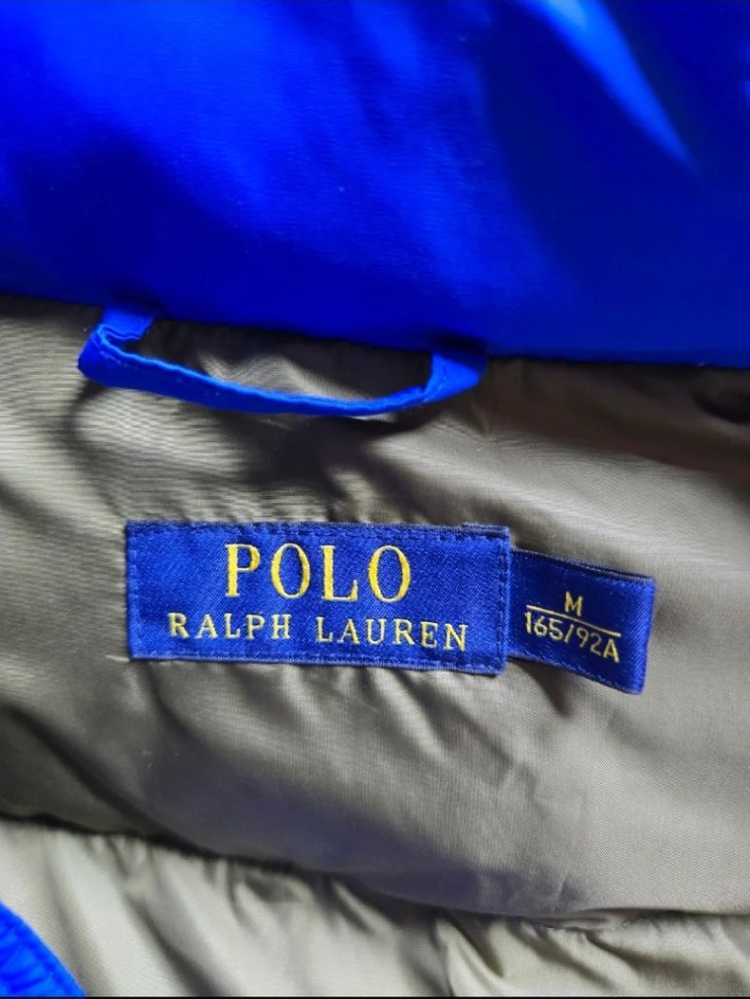 POLO
RALPH LAUREN
M
165/92A